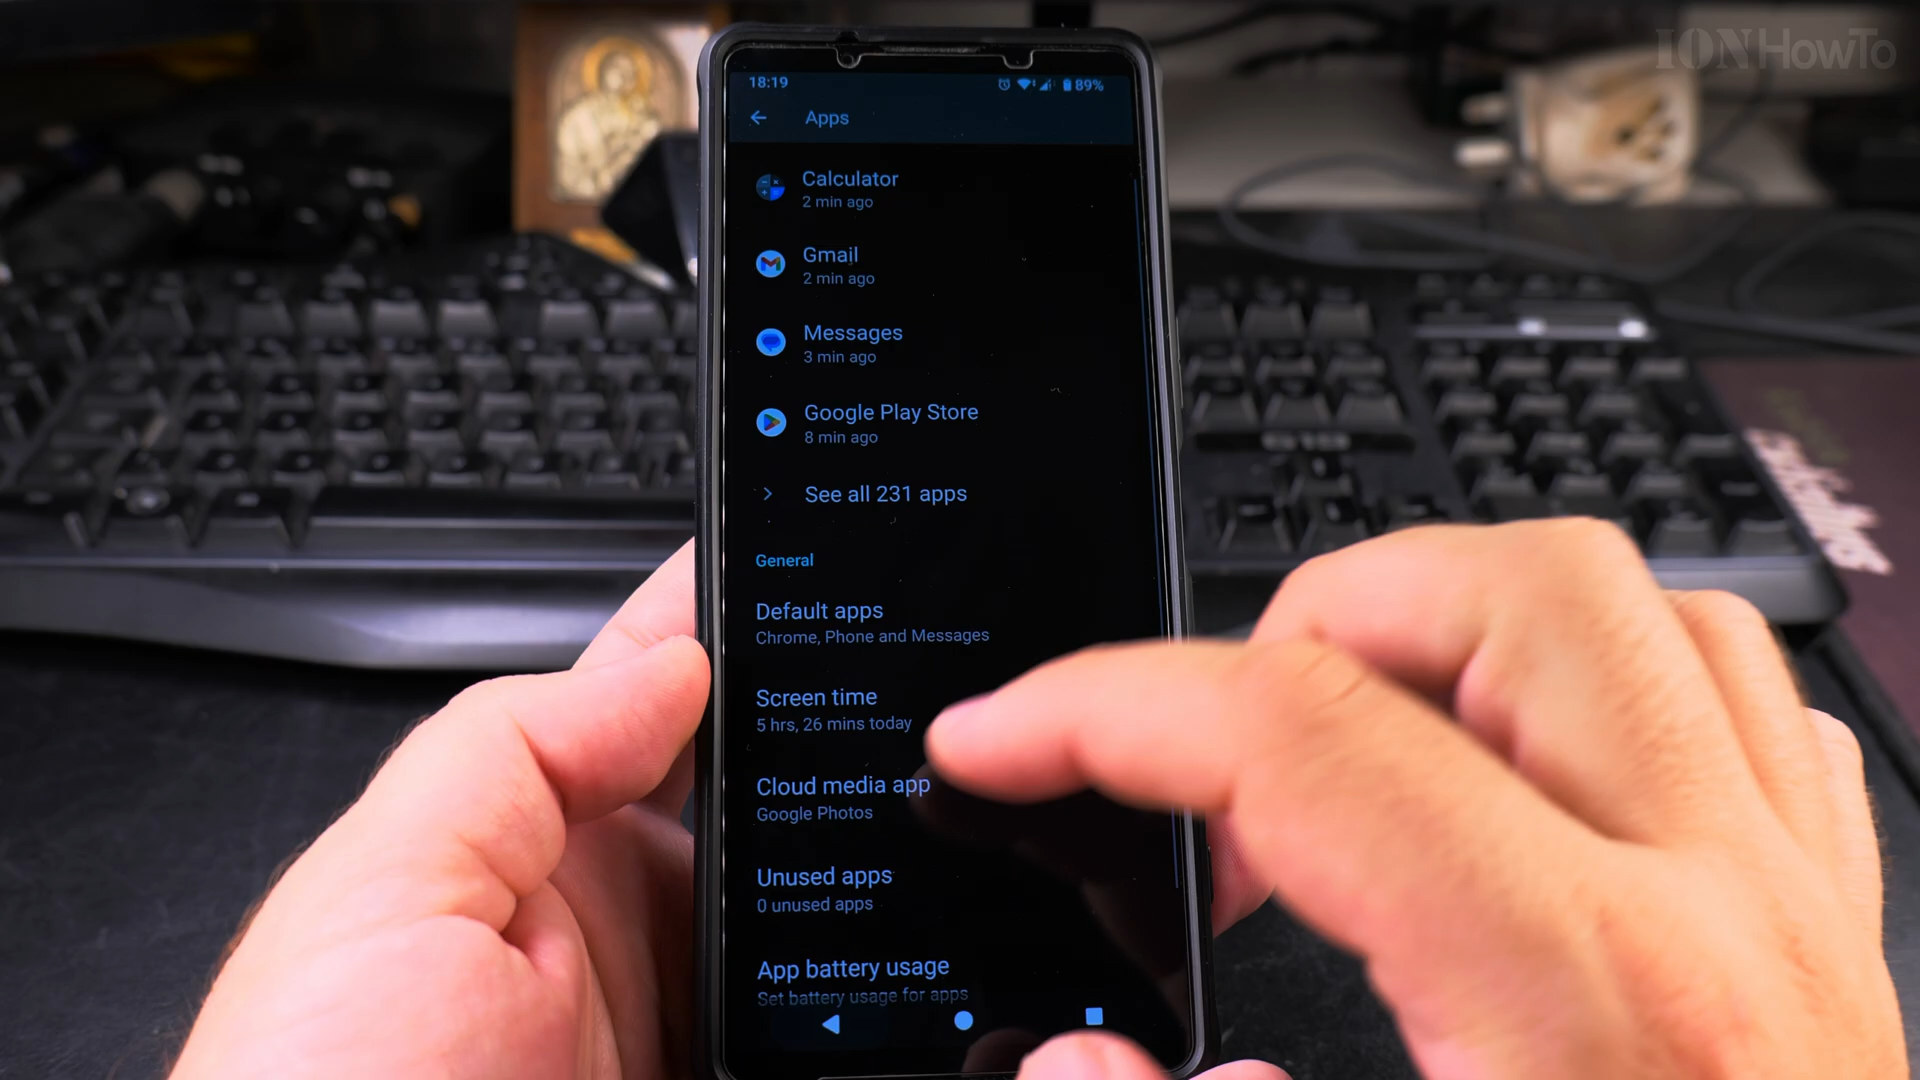 IONHowTo
18:19
89%
Apps
Calculator
2 min ago
Gmail
2 min ago
Messages
3 min ago
Google Play Store
8 min ago
See all 231 apps
General
Default apps
Chrome, Phone and Messages
Screen time
5 hrs, 26 mins today
Cloud media app
Google Photos
Unused apps
0 unused apps
App battery usage
Set battery usage for apps